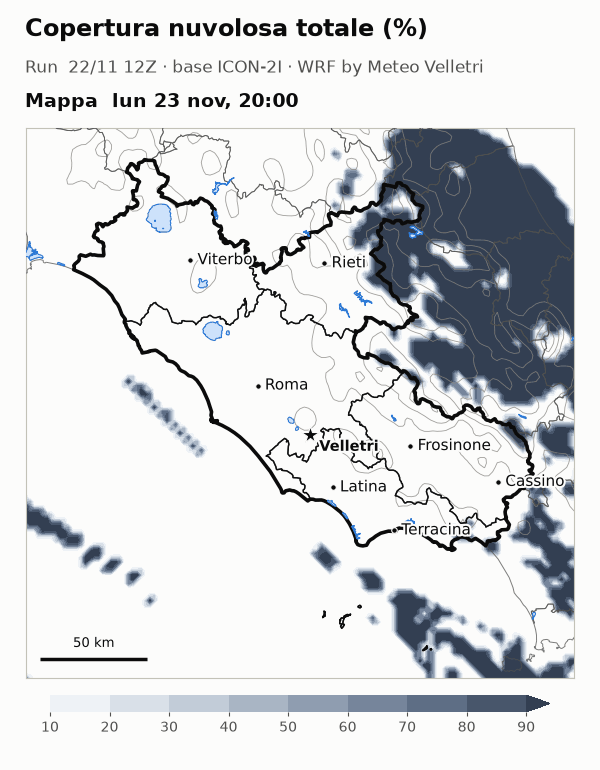 Copertura nuvolosa totale (%)
Run  22/11 12Z · base ICON-2I · WRF by Meteo Velletri
Mappa  lun 23 nov, 20:00
Viterbo
Rieti
Roma
Velletri
Frosinone
Latina
Cassino
Terracina
50 km
10 20 30 40 50 60 70 80 90